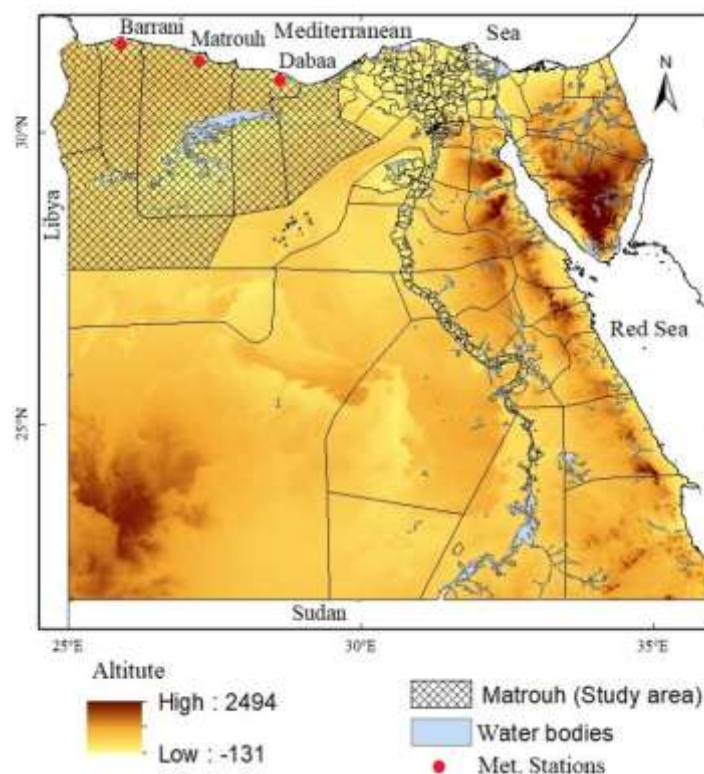 Barrani
Mediterranean
Sea
Matrouh
Dabaa
N
30°N
Libya
Red Sea
25°N
Sudan
25°E
30°E
35°E
Altitute
High : 2494
Low : -131
Matrouh (Study area)
Water bodies
Met. Stations